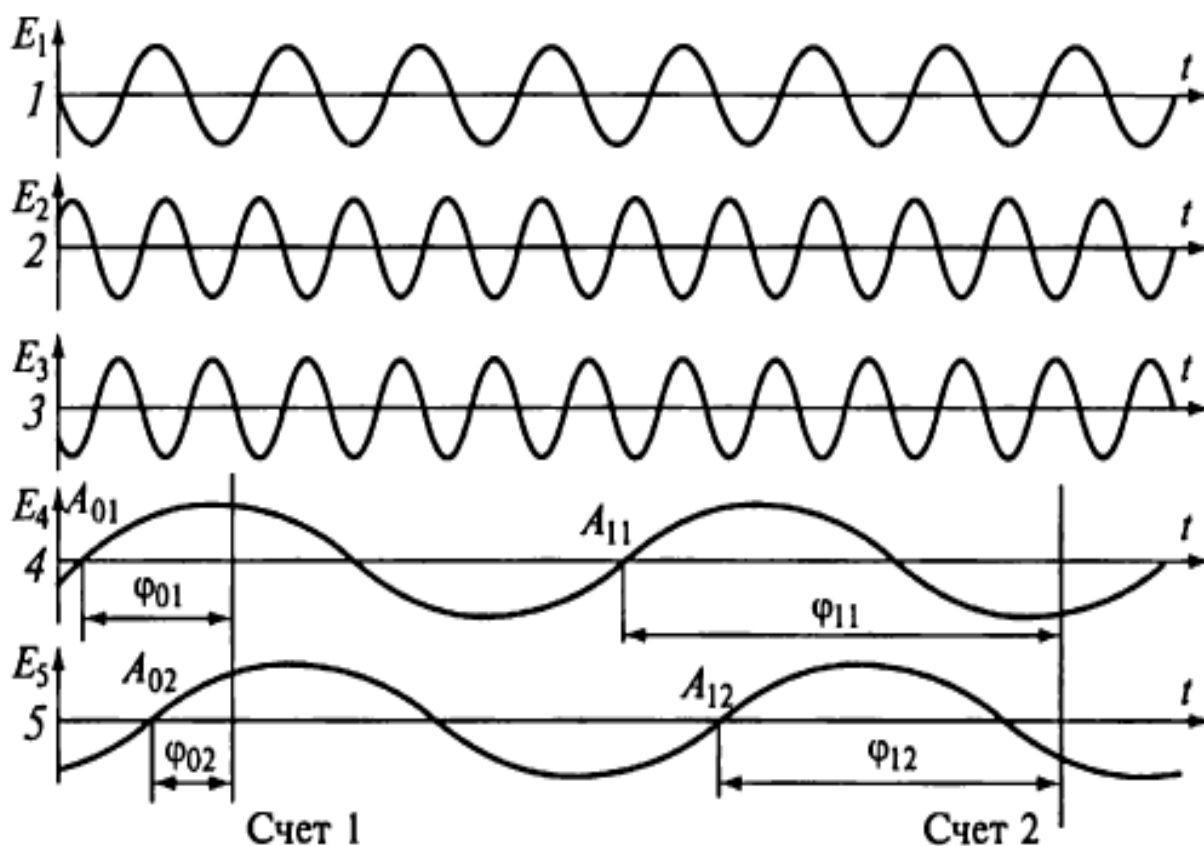 E₁ t
1
E₂ t
2
E₃ t
3
E₄ A₀₁ A₁₁ t
4
φ₀₁ φ₁₁
E₅ A₀₂ A₁₂ t
5
φ₀₂ φ₁₂
Счет 1 Счет 2